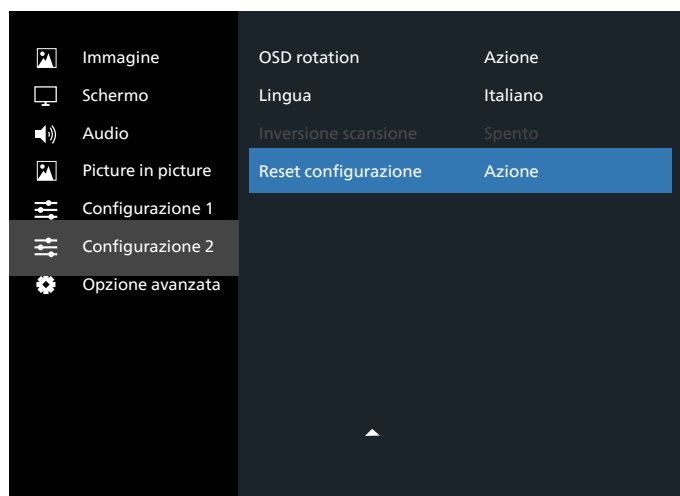 Immagine
Schermo
Audio
Picture in picture
Configurazione 1
Configurazione 2
Opzione avanzata
OSD rotation Azione
Lingua Italiano
Inversione scansione Spento
Reset configurazione Azione